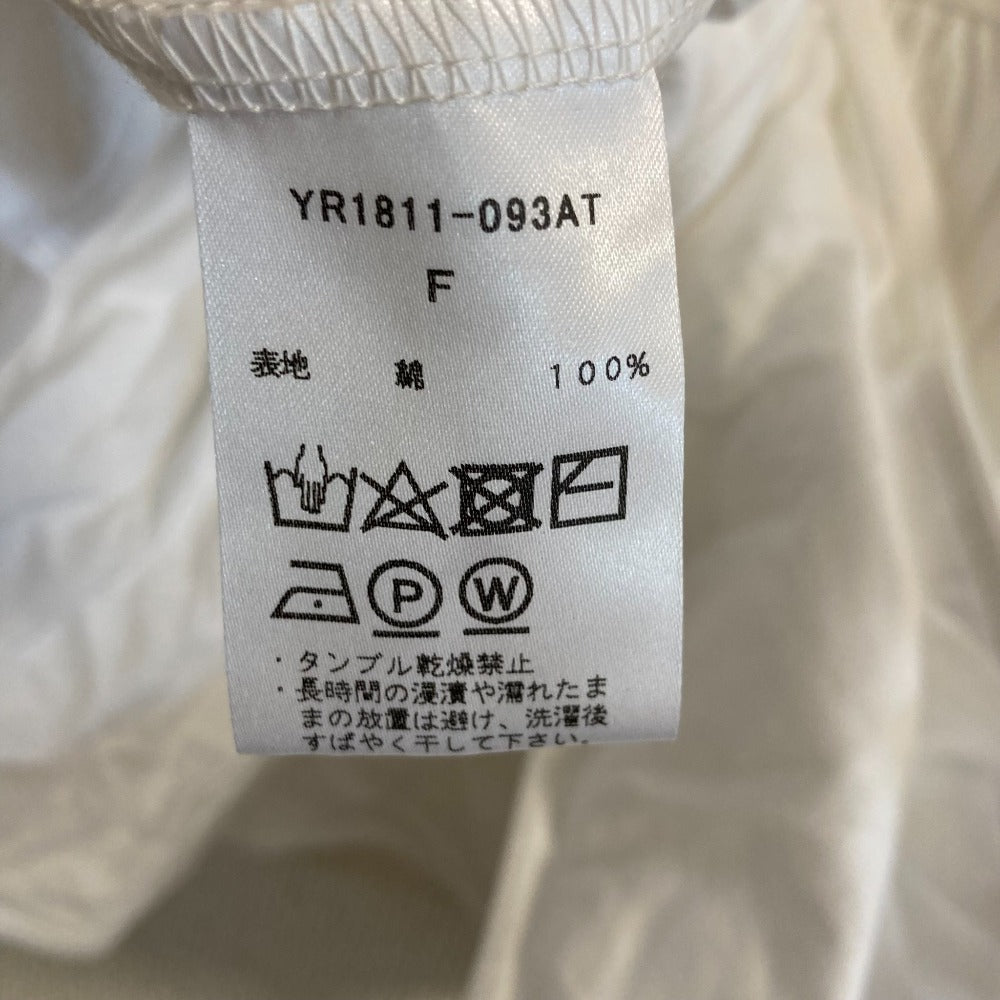 YR1811-093AT
F
表地 綿 100%
P W
・タンブル乾燥禁止
・長時間の浸漬や濡れたま
まの放置は避け、洗濯後
すばやく干して下さい。